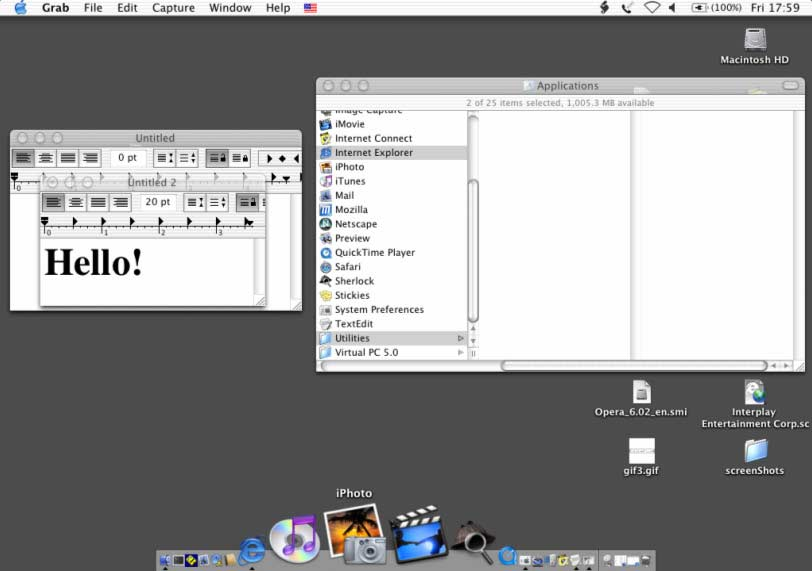 Grab File Edit Capture Window Help (100%) Fri 17:59
Macintosh HD
Applications
2 of 25 items selected, 1,005.3 MB available
Image Capture
iMovie
Internet Connect
Internet Explorer
iPhoto
iTunes
Mail
Mozilla
Netscape
Preview
QuickTime Player
Safari
Sherlock
Stickies
System Preferences
TextEdit
Utilities
Virtual PC 5.0
Untitled
0 pt
0
Untitled 2
20 pt
0 1 2 3
Hello!
Opera_6.02_en.smi
Interplay
Entertainment Corp.sc
gif3.gif
screenShots
iPhoto